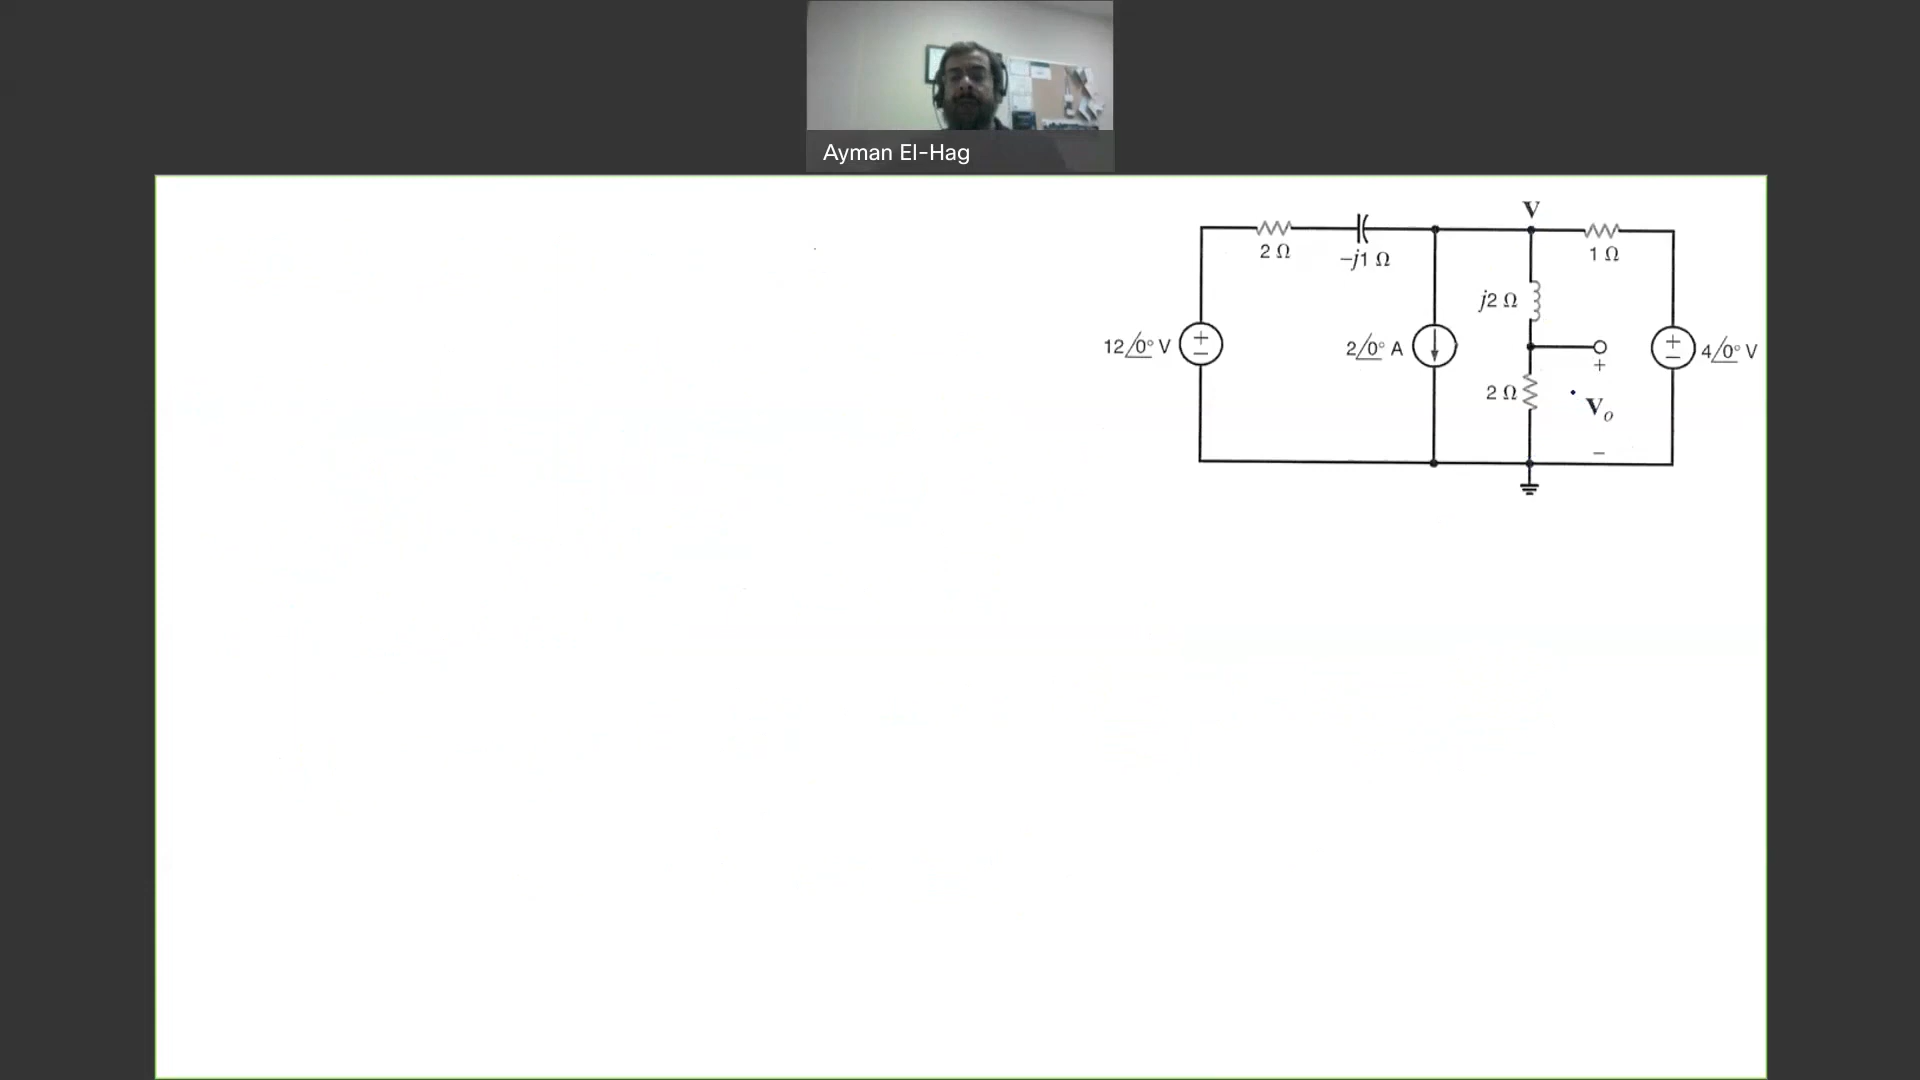 Ayman El-Hag
V
2 Ω
−j1 Ω
1 Ω
j2 Ω
12/0° V
+
−
2/0° A
+
+
−
4/0° V
2 Ω
Vo
−